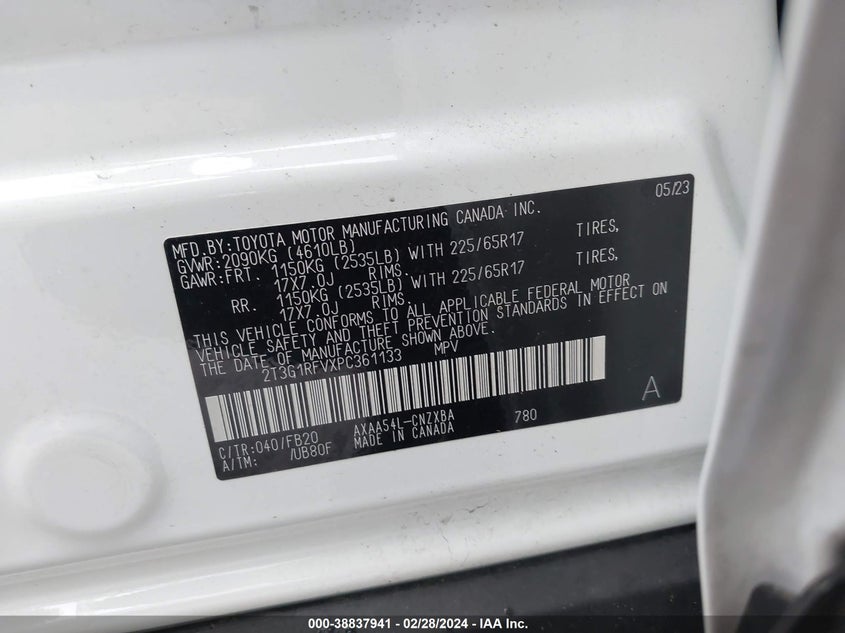 05/23
MFD.BY:TOYOTA MOTOR MANUFACTURING CANADA INC.
GVWR:2090KG (4610LB)
GAWR:FRT. 1150KG (2535LB) WITH 225/65R17 TIRES,
17X7.0J RIMS.
RR. 1150KG (2535LB) WITH 225/65R17 TIRES,
17X7.0J RIMS.
THIS VEHICLE CONFORMS TO ALL APPLICABLE FEDERAL MOTOR
VEHICLE SAFETY AND THEFT PREVENTION STANDARDS IN EFFECT ON
THE DATE OF MANUFACTURE SHOWN ABOVE.
2T3G1RFVXPC361133 MPV
A
C/TR:040/FB20 AXAA54L-CNZXBA 780
A/TM: /UB80F MADE IN CANADA
000-38837941 / 02/28/2024 - IAA Inc.